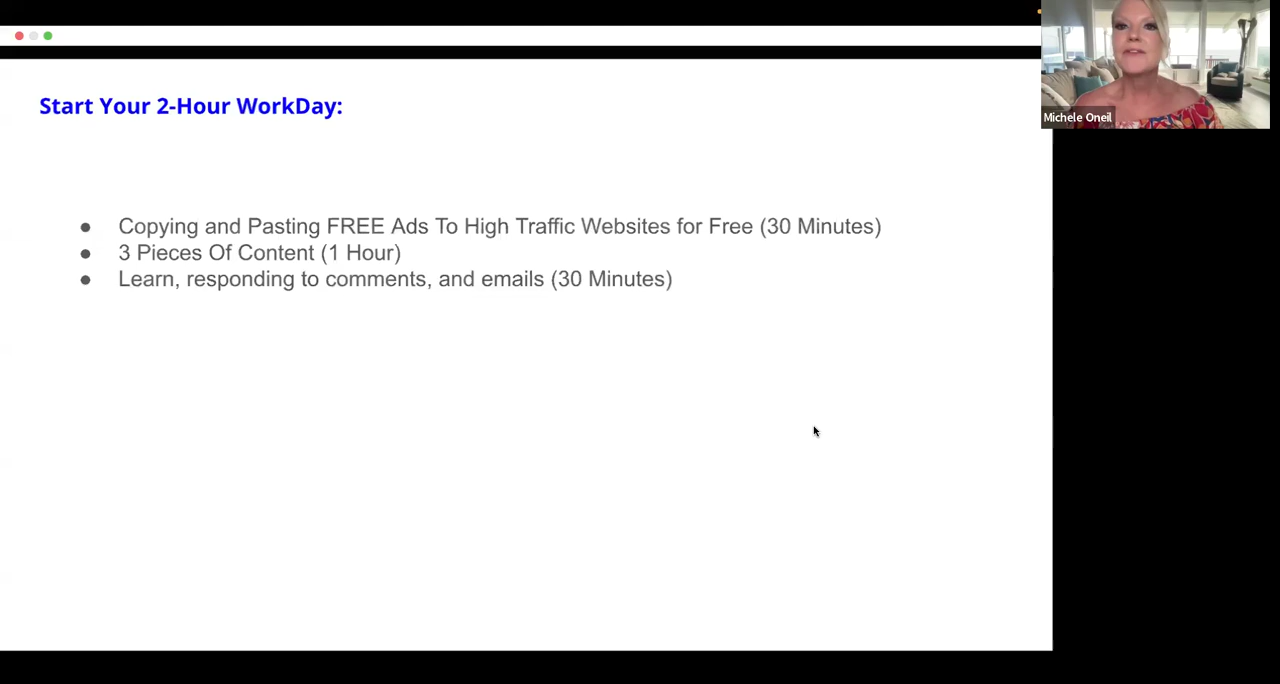 Start Your 2-Hour WorkDay:
● Copying and Pasting FREE Ads To High Traffic Websites for Free (30 Minutes)
● 3 Pieces Of Content (1 Hour)
● Learn, responding to comments, and emails (30 Minutes)
Michele Oneil